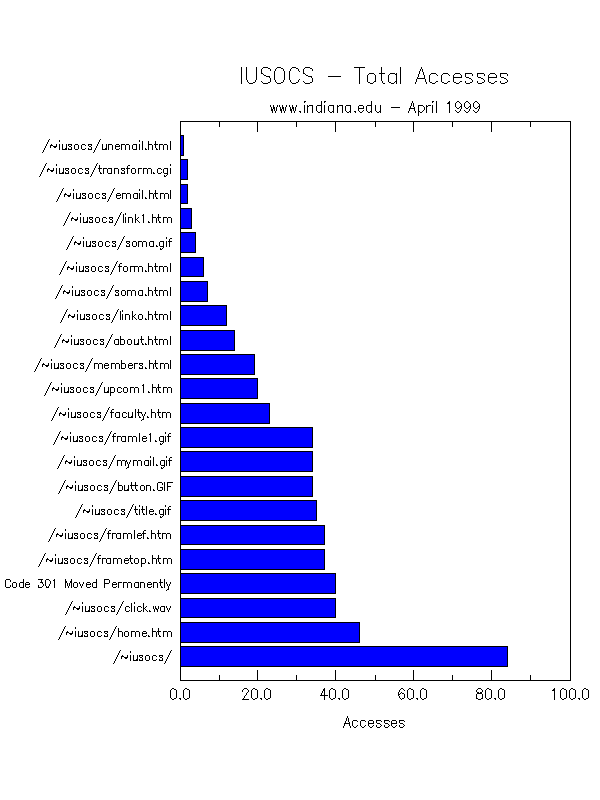 IUSOCS – Total Accesses
www.indiana.edu – April 1999
/~iusocs/unemail.html
/~iusocs/transform.cgi
/~iusocs/email.html
/~iusocs/link1.htm
/~iusocs/soma.gif
/~iusocs/form.html
/~iusocs/soma.html
/~iusocs/linko.html
/~iusocs/about.html
/~iusocs/members.html
/~iusocs/upcom1.htm
/~iusocs/faculty.htm
/~iusocs/framle1.gif
/~iusocs/mymail.gif
/~iusocs/button.GIF
/~iusocs/title.gif
/~iusocs/framlef.htm
/~iusocs/frametop.htm
Code 301 Moved Permanently
/~iusocs/click.wav
/~iusocs/home.htm
/~iusocs/
0.0 20.0 40.0 60.0 80.0 100.0
Accesses